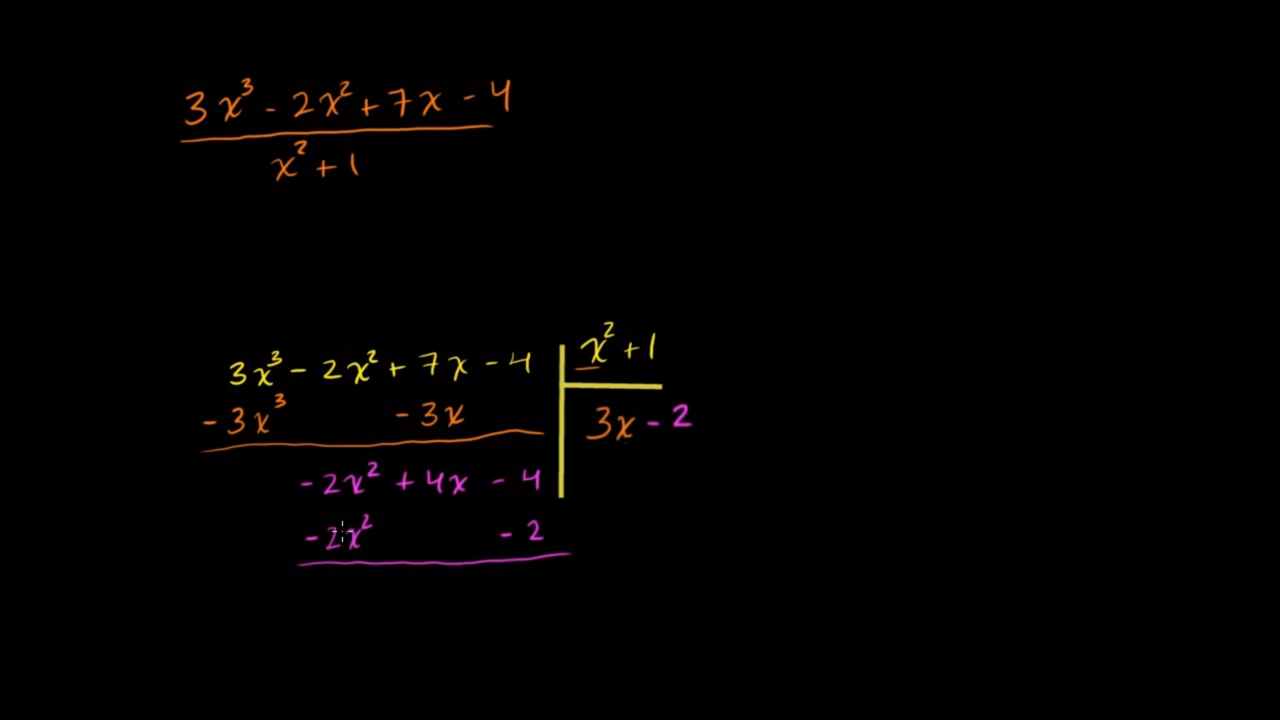 3x³ - 2x² + 7x - 4
x² + 1
3x³ - 2x² + 7x - 4
x² + 1
- 3x³ - 3x
3x - 2
- 2x² + 4x - 4
- 2x² - 2